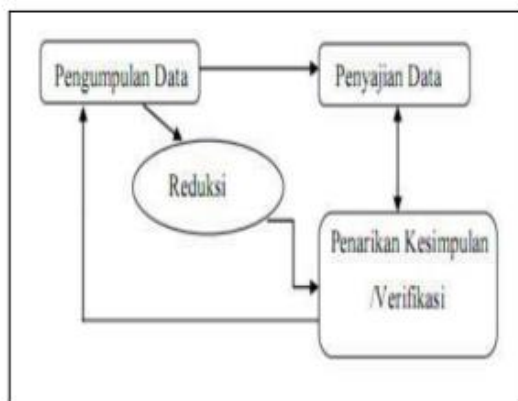 Pengumpulan Data
Penyajian Data
Reduksi
Penarikan Kesimpulan
/Verifikasi